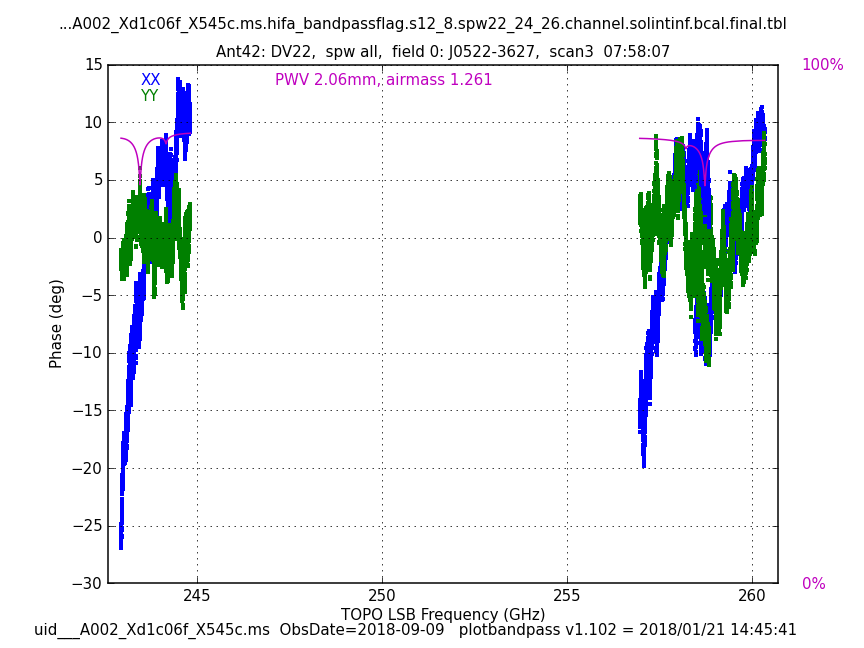 ...A002_Xd1c06f_X545c.ms.hifa_bandpassflag.s12_8.spw22_24_26.channel.solintinf.bcal.final.tbl
Ant42: DV22,  spw all,  field 0: J0522-3627,  scan3  07:58:07
XX
YY
PWV 2.06mm, airmass 1.261
100%
0%
15
10
5
0
−5
−10
−15
−20
−25
−30
Phase (deg)
245
250
255
260
TOPO LSB Frequency (GHz)
uid___A002_Xd1c06f_X545c.ms  ObsDate=2018-09-09   plotbandpass v1.102 = 2018/01/21 14:45:41